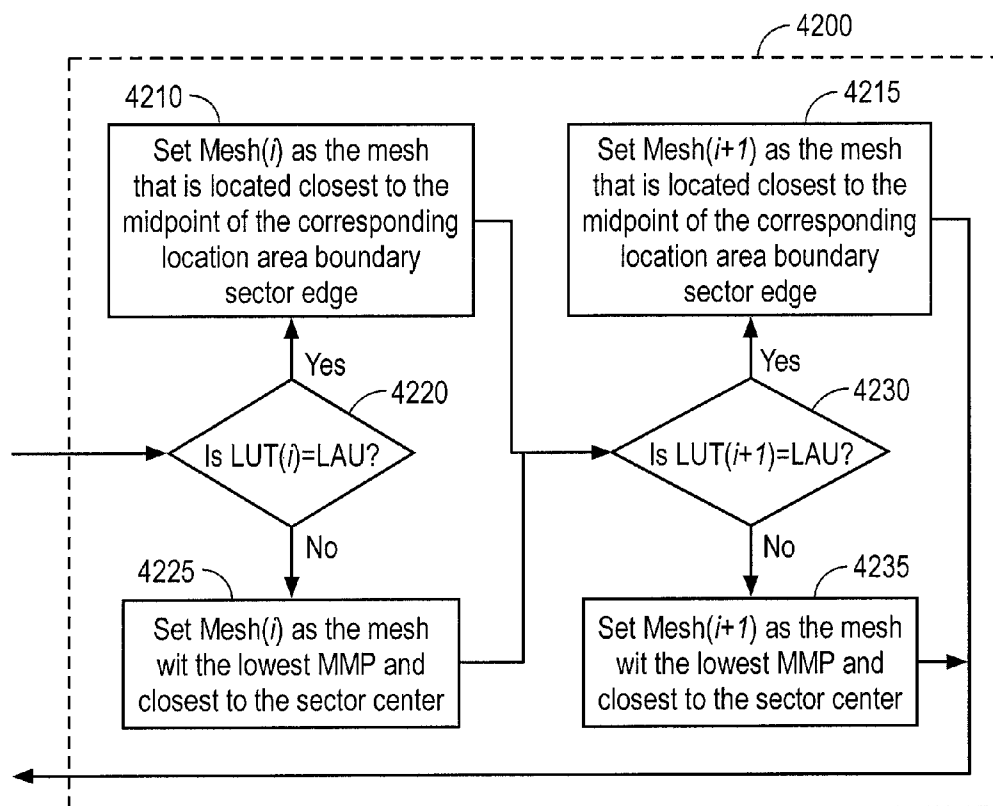 4200
4210
Set Mesh(i) as the mesh
that is located closest to the
midpoint of the corresponding
location area boundary
sector edge
4215
Set Mesh(i+1) as the mesh
that is located closest to the
midpoint of the corresponding
location area boundary
sector edge
Yes
4220
Is LUT(i)=LAU?
Yes
4230
Is LUT(i+1)=LAU?
No
4225
Set Mesh(i) as the mesh
wit the lowest MMP and
closest to the sector center
No
4235
Set Mesh(i+1) as the mesh
wit the lowest MMP and
closest to the sector center